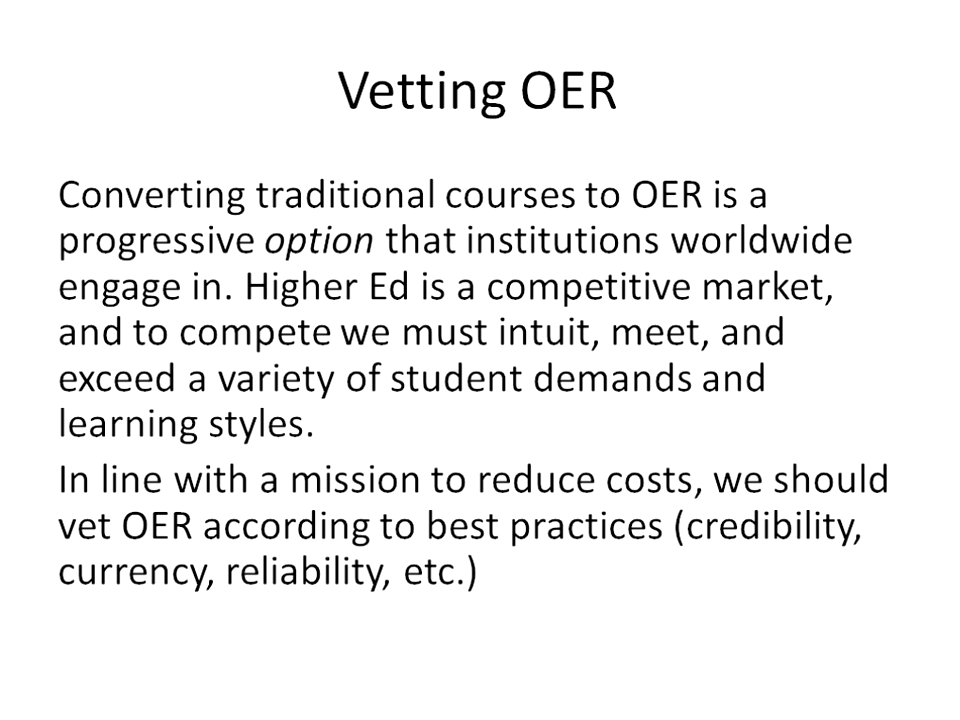 Vetting OER
Converting traditional courses to OER is a
progressive option that institutions worldwide
engage in. Higher Ed is a competitive market,
and to compete we must intuit, meet, and
exceed a variety of student demands and
learning styles.
In line with a mission to reduce costs, we should
vet OER according to best practices (credibility,
currency, reliability, etc.)